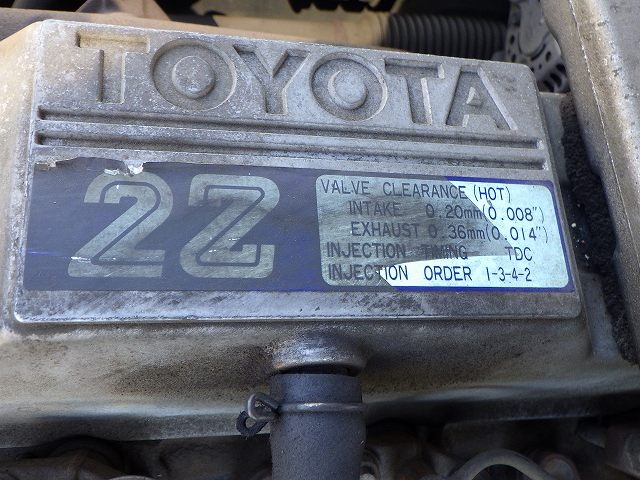 TOYOTA
2Z
VALVE CLEARANCE (HOT)
INTAKE 0.20mm(0.008")
EXHAUST 0.36mm(0.014")
INJECTION TIMING TDC
INJECTION ORDER 1-3-4-2